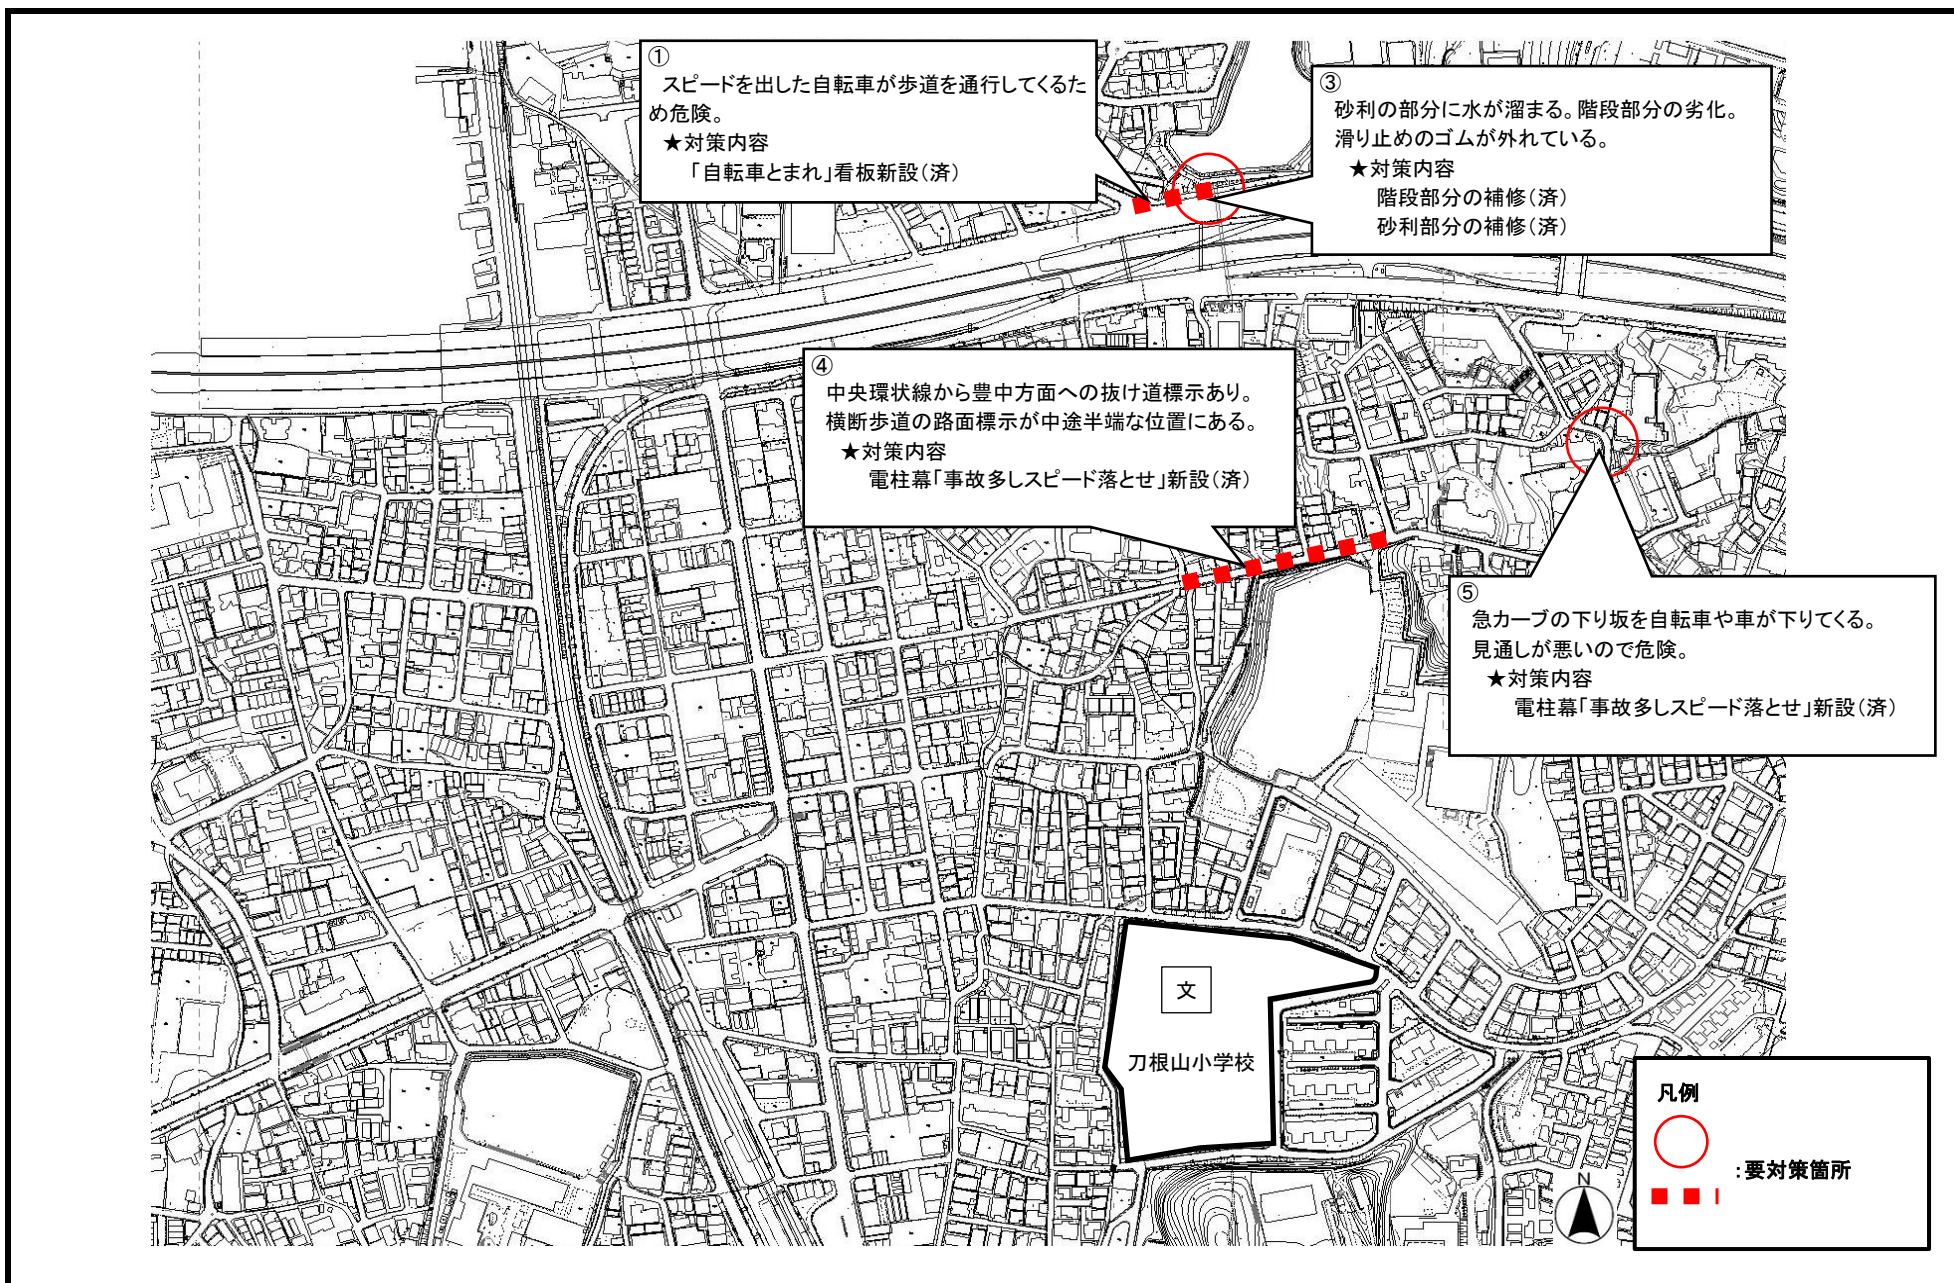 ①
スピードを出した自転車が歩道を通行してくるた
め危険。
★対策内容
「自転車とまれ」看板新設（済）
③
砂利の部分に水が溜まる。階段部分の劣化。
滑り止めのゴムが外れている。
★対策内容
階段部分の補修（済）
砂利部分の補修（済）
④
中央環状線から豊中方面への抜け道標示あり。
横断歩道の路面標示が中途半端な位置にある。
★対策内容
電柱幕「事故多しスピード落とせ」新設（済）
⑤
急カーブの下り坂を自転車や車が下りてくる。
見通しが悪いので危険。
★対策内容
電柱幕「事故多しスピード落とせ」新設（済）
文
刀根山小学校
凡例
：要対策箇所
N